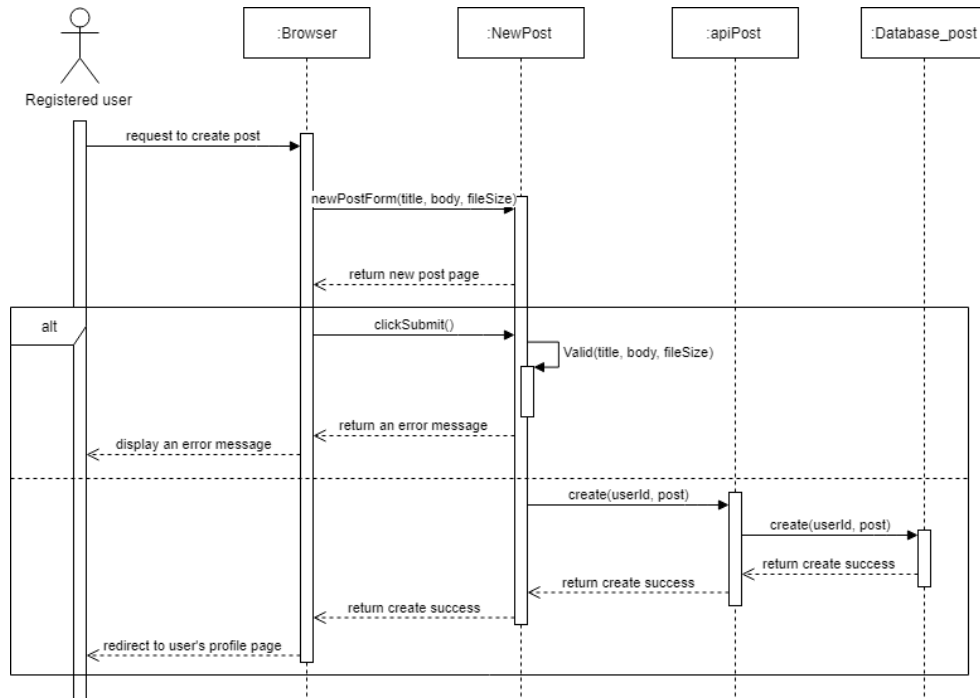 :Browser
:NewPost
:apiPost
:Database_post
Registered user
request to create post
newPostForm(title, body, fileSize)
return new post page
alt
clickSubmit()
Valid(title, body, fileSize)
return an error message
display an error message
create(userId, post)
create(userId, post)
return create success
return create success
return create success
redirect to user's profile page